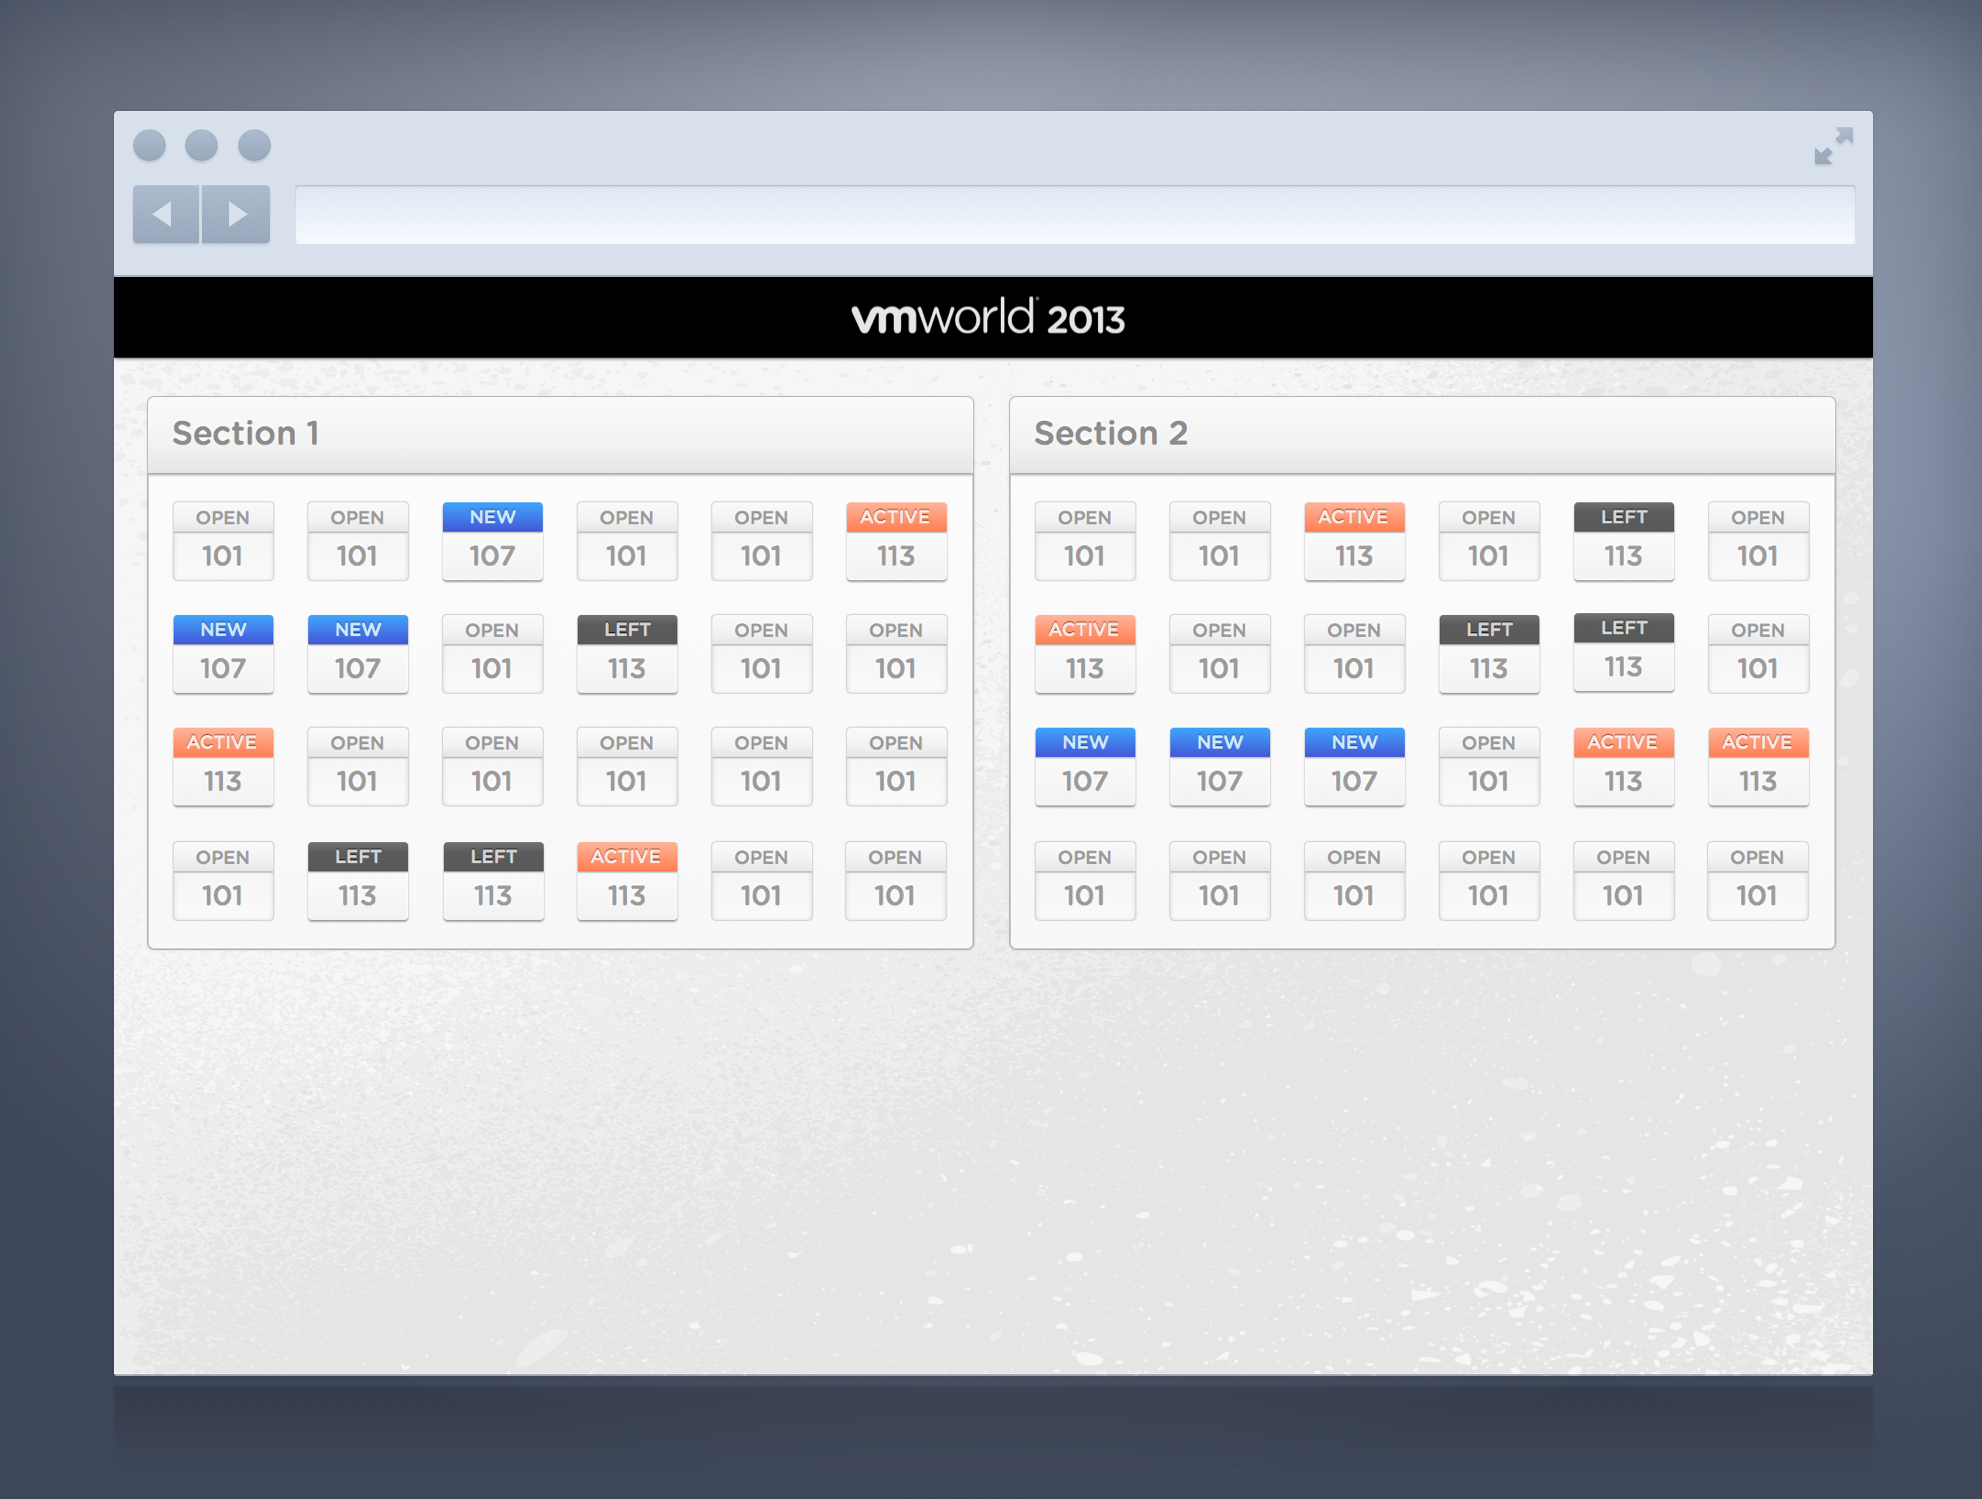 vmworld® 2013
Section 1
OPEN OPEN NEW OPEN OPEN ACTIVE
101 101 107 101 101 113
NEW NEW OPEN LEFT OPEN OPEN
107 107 101 113 101 101
ACTIVE OPEN OPEN OPEN OPEN OPEN
113 101 101 101 101 101
OPEN LEFT LEFT ACTIVE OPEN OPEN
101 113 113 113 101 101
Section 2
OPEN OPEN ACTIVE OPEN LEFT OPEN
101 101 113 101 113 101
ACTIVE OPEN OPEN LEFT LEFT OPEN
113 101 101 113 113 101
NEW NEW NEW OPEN ACTIVE ACTIVE
107 107 107 101 113 113
OPEN OPEN OPEN OPEN OPEN OPEN
101 101 101 101 101 101